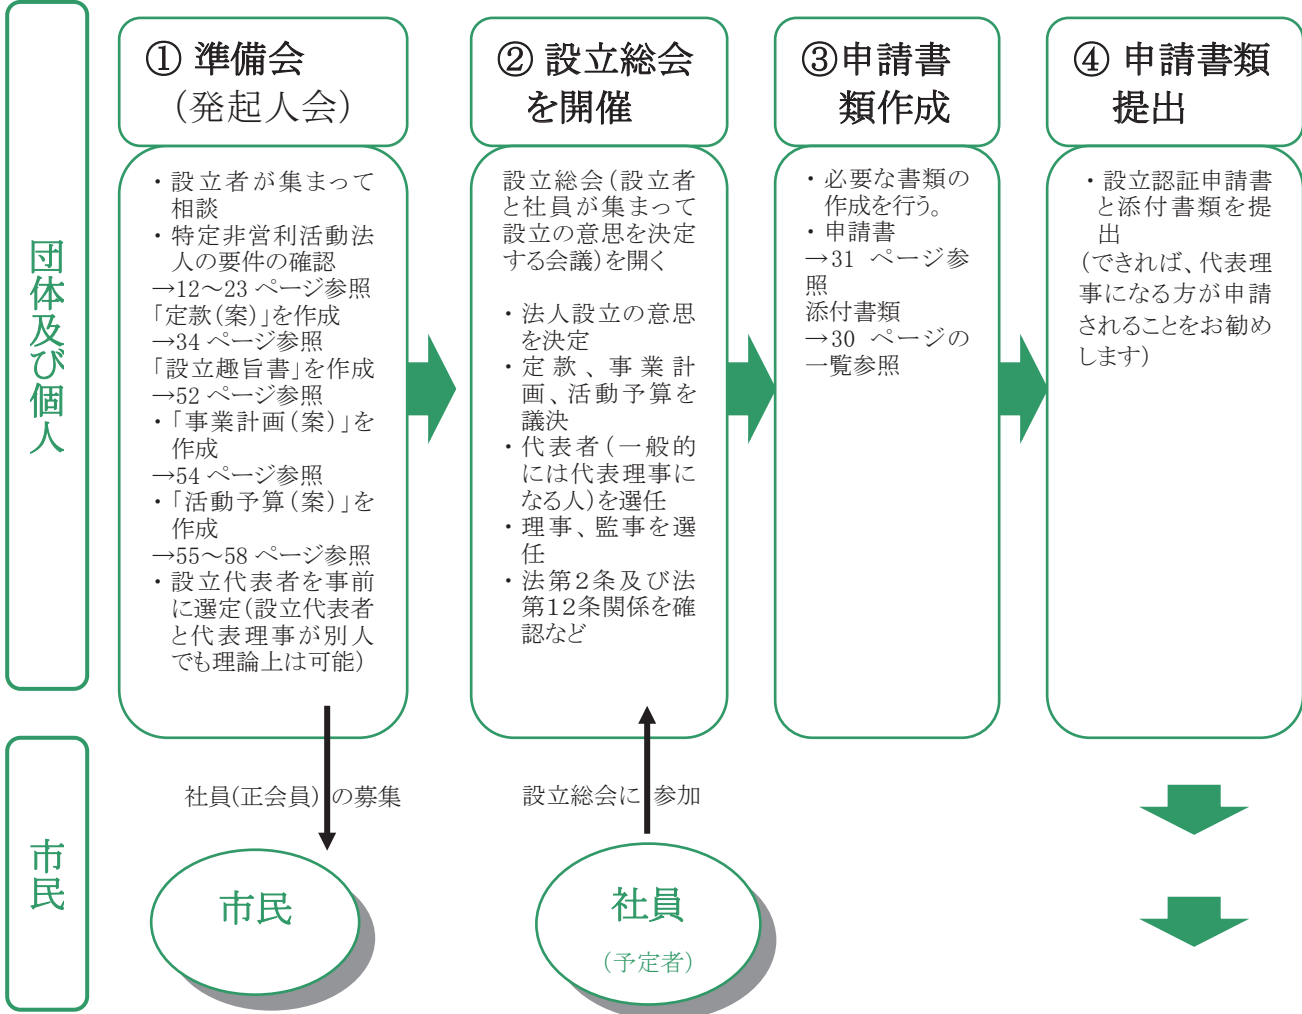 団体及び個人
① 準備会
（発起人会）
・設立者が集まって
相談
・特定非営利活動法
人の要件の確認
→12～23 ページ参照
「定款（案）」を作成
→34 ページ参照
「設立趣旨書」を作成
→52 ページ参照
・「事業計画（案）」を
作成
→54 ページ参照
・「活動予算（案）」を
作成
→55～58 ページ参照
・設立代表者を事前
に選定（設立代表者
と代表理事が別人
でも理論上は可能）
② 設立総会
を開催
設立総会（設立者
と社員が集まって
設立の意思を決定
する会議）を開く
・法人設立の意思
を決定
・定款、事業計
画、活動予算を
議決
・代表者（一般的
には代表理事に
なる人）を選任
・理事、監事を選
任
・法第２条及び法
第１２条関係を確
認など
③申請書
類作成
・必要な書類の
作成を行う。
・申請書
→31 ページ参
照
添付書類
→30 ページの
一覧参照
④ 申請書類
提出
・設立認証申請書
と添付書類を提
出
（できれば、代表理
事になる方が申請
されることをお勧め
します）
市民
社員(正会員) の募集
市民
設立総会に 参加
社員
（予定者）